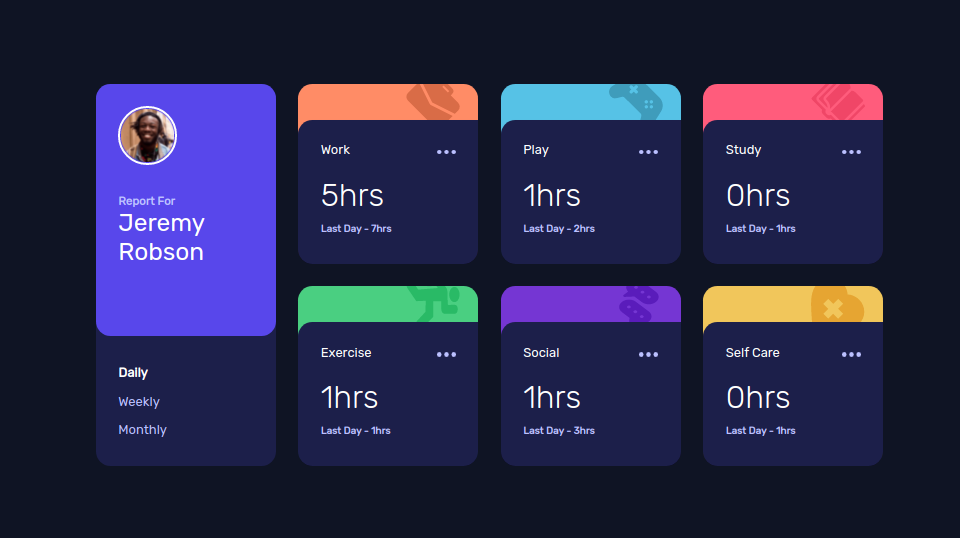 Report For
Jeremy
Robson
Daily
Weekly
Monthly
Work
5hrs
Last Day - 7hrs
Play
1hrs
Last Day - 2hrs
Study
0hrs
Last Day - 1hrs
Exercise
1hrs
Last Day - 1hrs
Social
1hrs
Last Day - 3hrs
Self Care
0hrs
Last Day - 1hrs